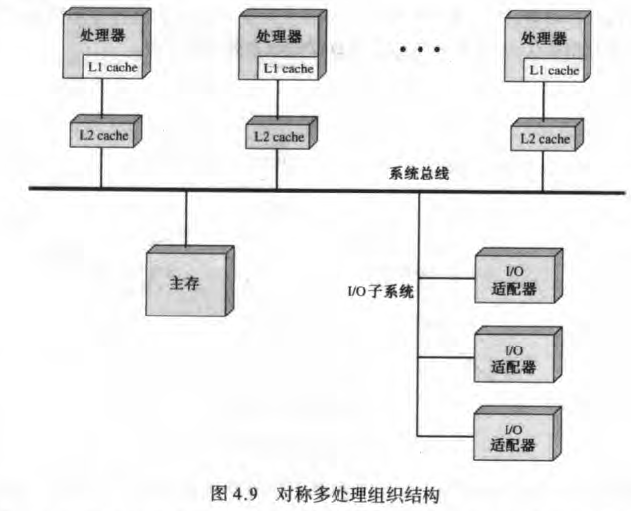 处理器
L1 cache
处理器
L1 cache
• • •
处理器
L1 cache
L2 cache
L2 cache
L2 cache
系统总线
主存
I/O子系统
I/O
适配器
I/O
适配器
I/O
适配器
图 4.9 对称多处理组织结构